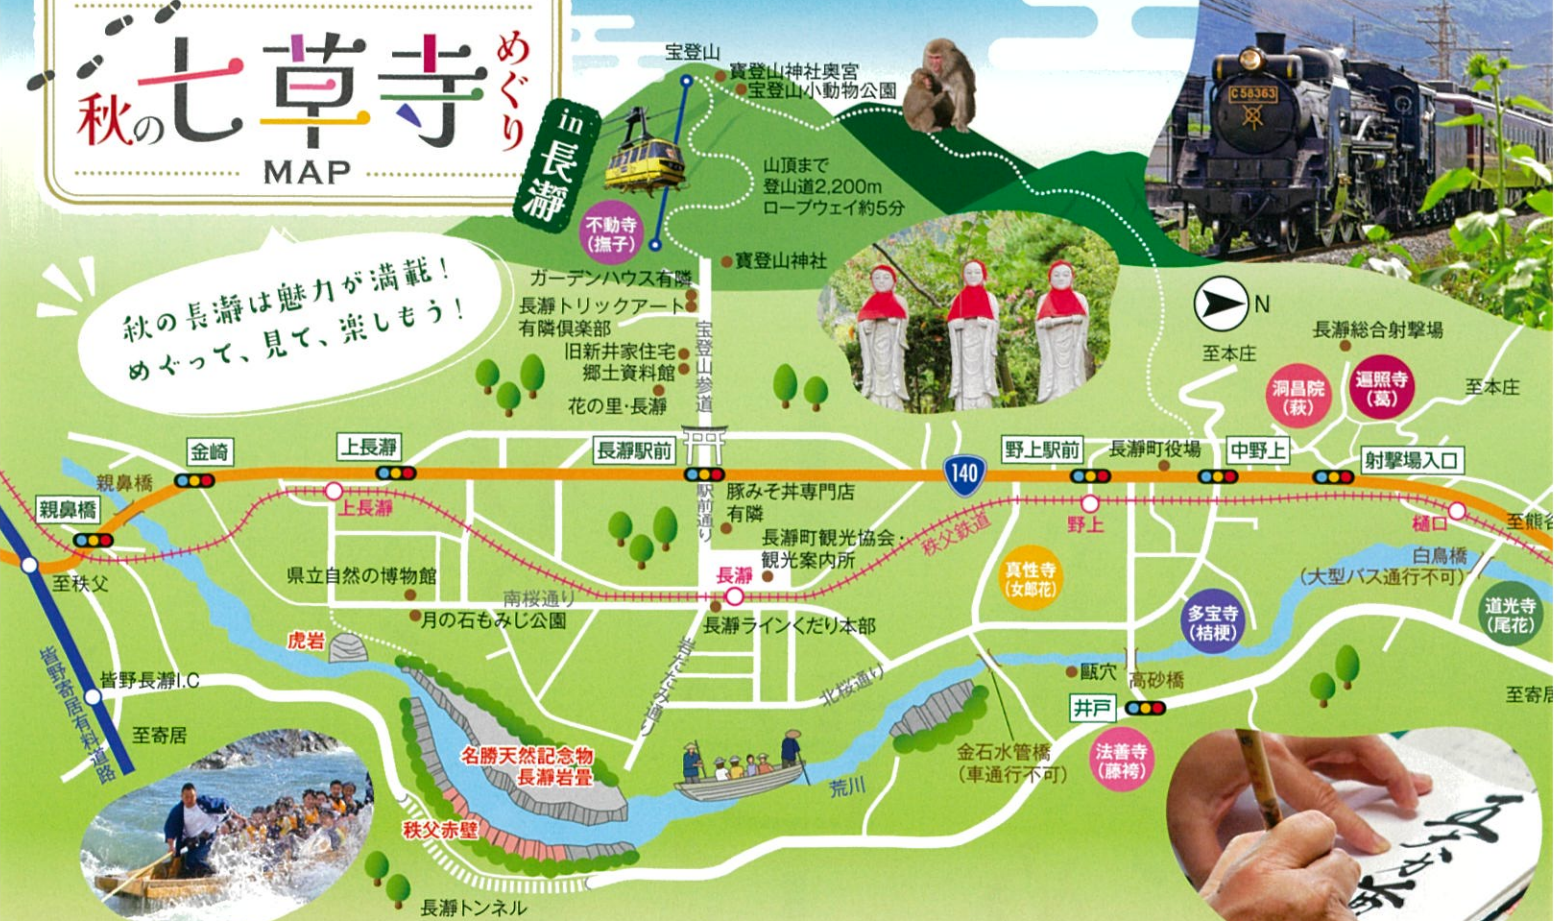 秋の七草寺めぐり
MAP
in長瀞
秋の長瀞は魅力が満載！
めぐって、見て、楽しもう！
宝登山
寶登山神社奥宮
宝登山小動物公園
山頂まで
登山道2,200m
ロープウェイ約5分
不動寺
（撫子）
寶登山神社
ガーデンハウス有隣
長瀞トリックアート
有隣倶楽部
旧新井家住宅
郷土資料館
花の里・長瀞
宝登山参道
C58363
N
長瀞総合射撃場
至本庄
洞昌院
（萩）
遍照寺
（葛）
至本庄
金崎
上長瀞
長瀞駅前
140
野上駅前
長瀞町役場
中野上
射撃場入口
親鼻橋
親鼻橋
上長瀞
駅前通り
豚みそ丼専門店
有隣
長瀞町観光協会・
観光案内所
秩父鉄道
野上
樋口
至熊谷
白鳥橋
（大型バス通行不可）
至秩父
県立自然の博物館
月の石もみじ公園
南桜通り
長瀞
長瀞ラインくだり本部
真性寺
（女郎花）
多宝寺
（桔梗）
道光寺
（尾花）
虎岩
岩だたみ通り
北桜通り
甌穴
高砂橋
皆野長瀞I.C
皆野寄居有料道路
至寄居
至寄居
井戸
名勝天然記念物
長瀞岩畳
秩父赤壁
荒川
金石水管橋
（車通行不可）
法善寺
（藤袴）
長瀞トンネル